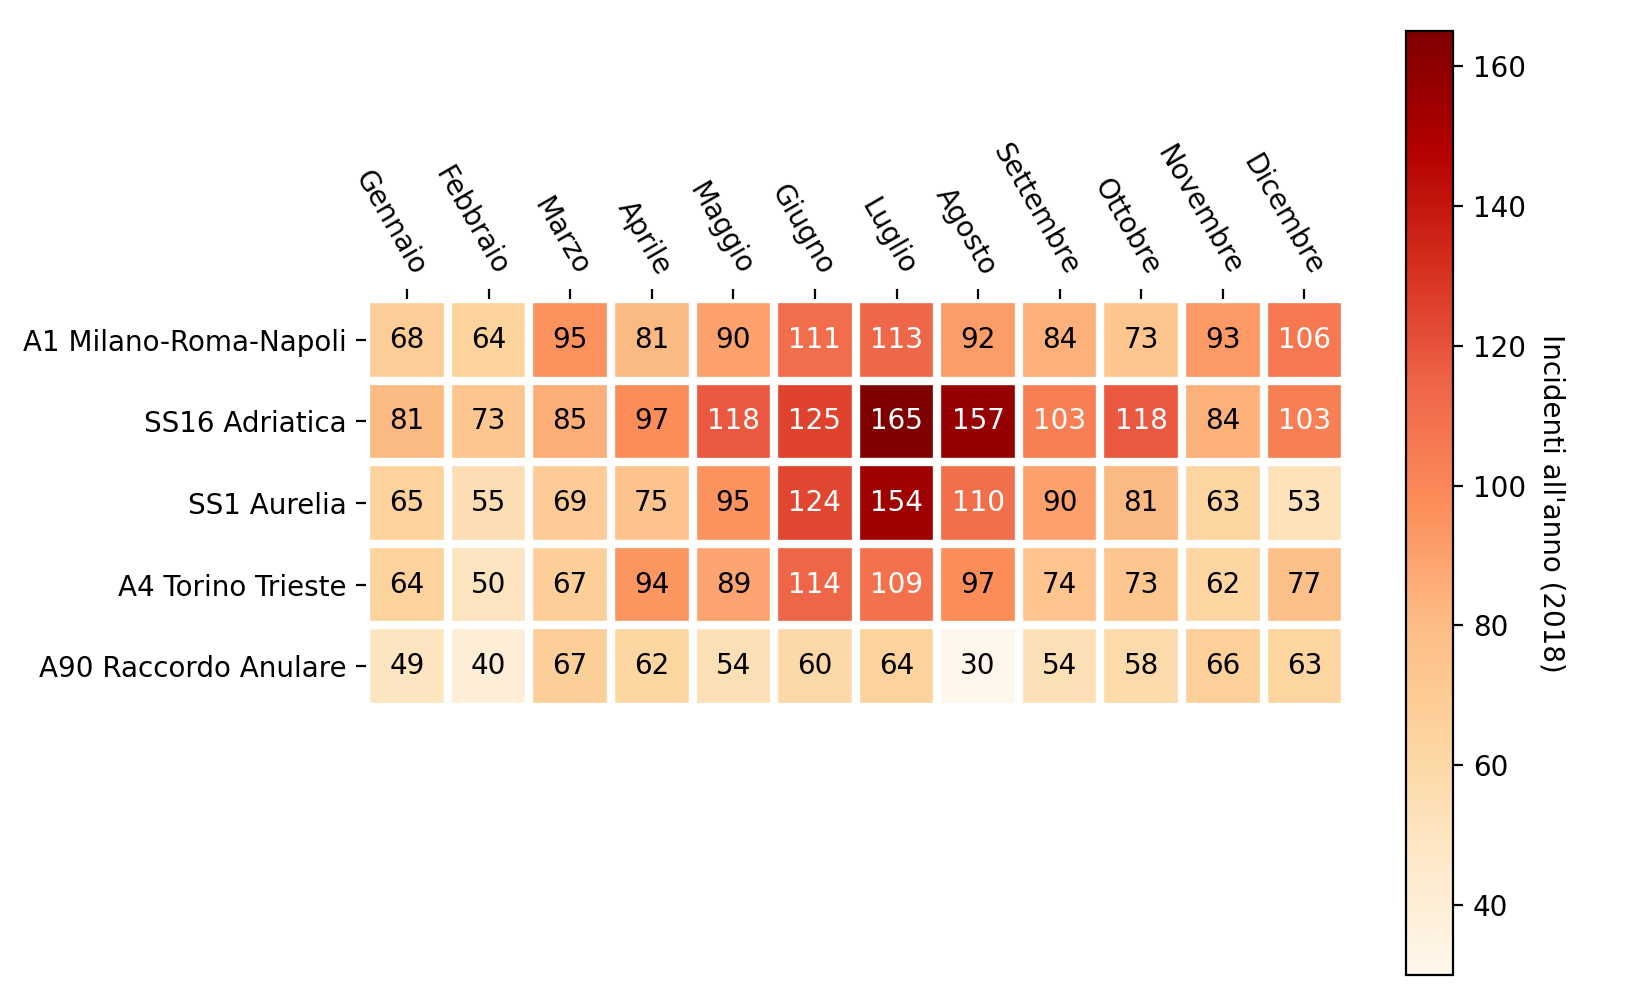 Gennaio Febbraio Marzo Aprile Maggio Giugno Luglio Agosto Settembre Ottobre Novembre Dicembre
A1 Milano-Roma-Napoli 68 64 95 81 90 111 113 92 84 73 93 106
SS16 Adriatica 81 73 85 97 118 125 165 157 103 118 84 103
SS1 Aurelia 65 55 69 75 95 124 154 110 90 81 63 53
A4 Torino Trieste 64 50 67 94 89 114 109 97 74 73 62 77
A90 Raccordo Anulare 49 40 67 62 54 60 64 30 54 58 66 63
160
140
120
100
80
60
40
Incidenti all'anno (2018)